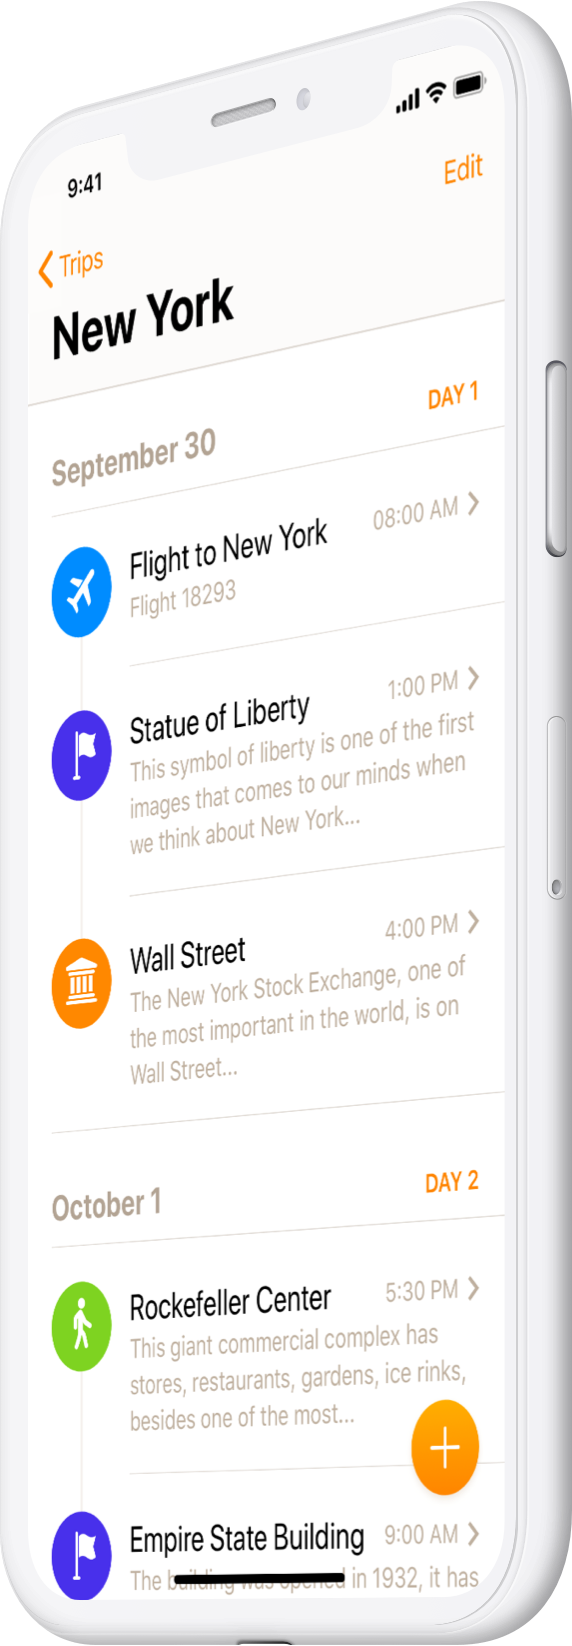 9:41
Edit
Trips
New York
September 30 DAY 1
Flight to New York 08:00 AM
Flight 18293
Statue of Liberty 1:00 PM
This symbol of liberty is one of the first
images that comes to our minds when
we think about New York...
Wall Street 4:00 PM
The New York Stock Exchange, one of
the most important in the world, is on
Wall Street...
October 1 DAY 2
Rockefeller Center 5:30 PM
This giant commercial complex has
stores, restaurants, gardens, ice rinks,
besides one of the most...
Empire State Building 9:00 AM
The building was opened in 1932, it has